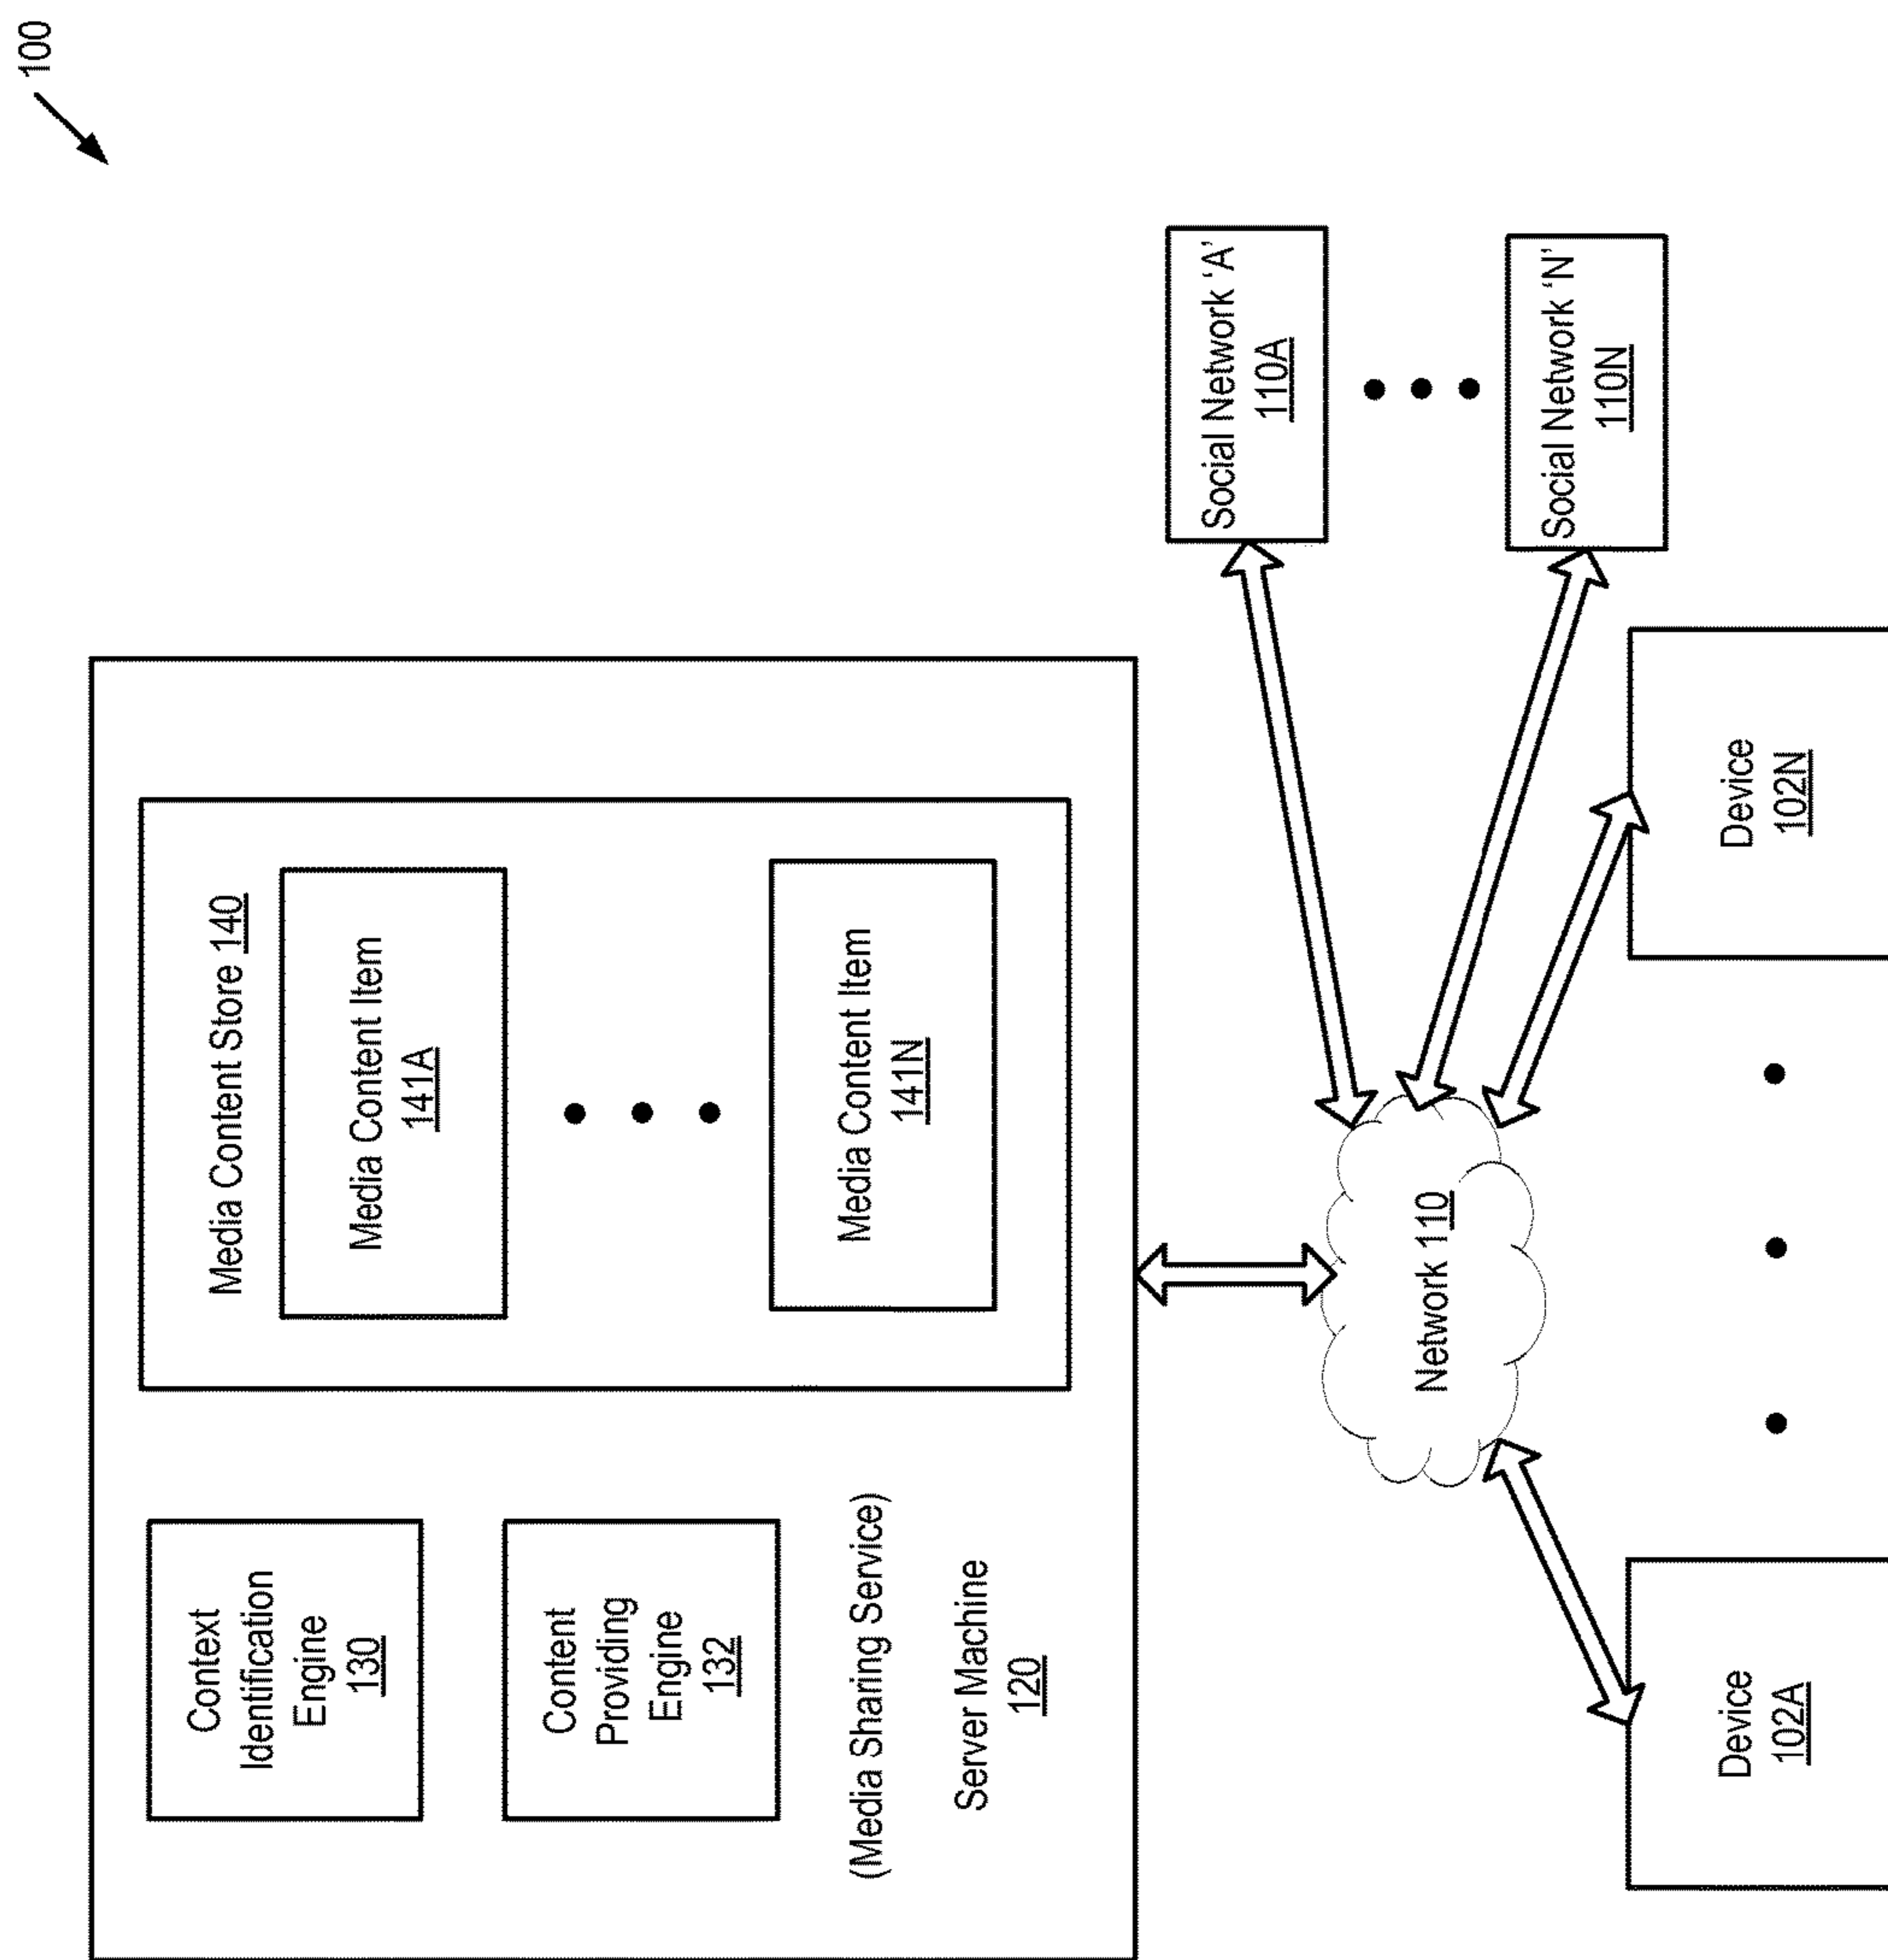 100
Context
Identification
Engine
130
Content
Providing
Engine
132
(Media Sharing Service)
Server Machine
120
Media Content Store 140
Media Content Item
141A
Media Content Item
141N
Network 110
Social Network ‘A’
110A
Social Network ‘N’
110N
Device
102A
Device
102N